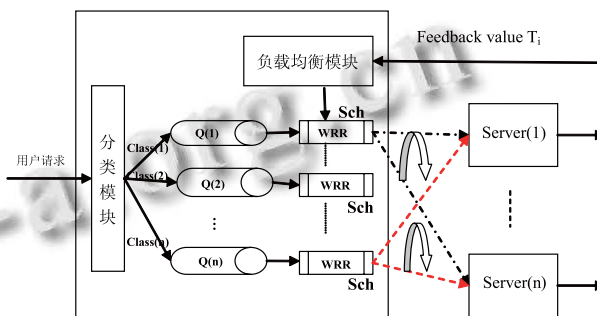 Feedback value Ti
负载均衡模块
Sch
用户请求
分类模块
Class(1)
Q(1)
WRR
Server(1)
Class(2)
Q(2)
WRR
Sch
Class(n)
Q(n)
WRR
Sch
Server(n)